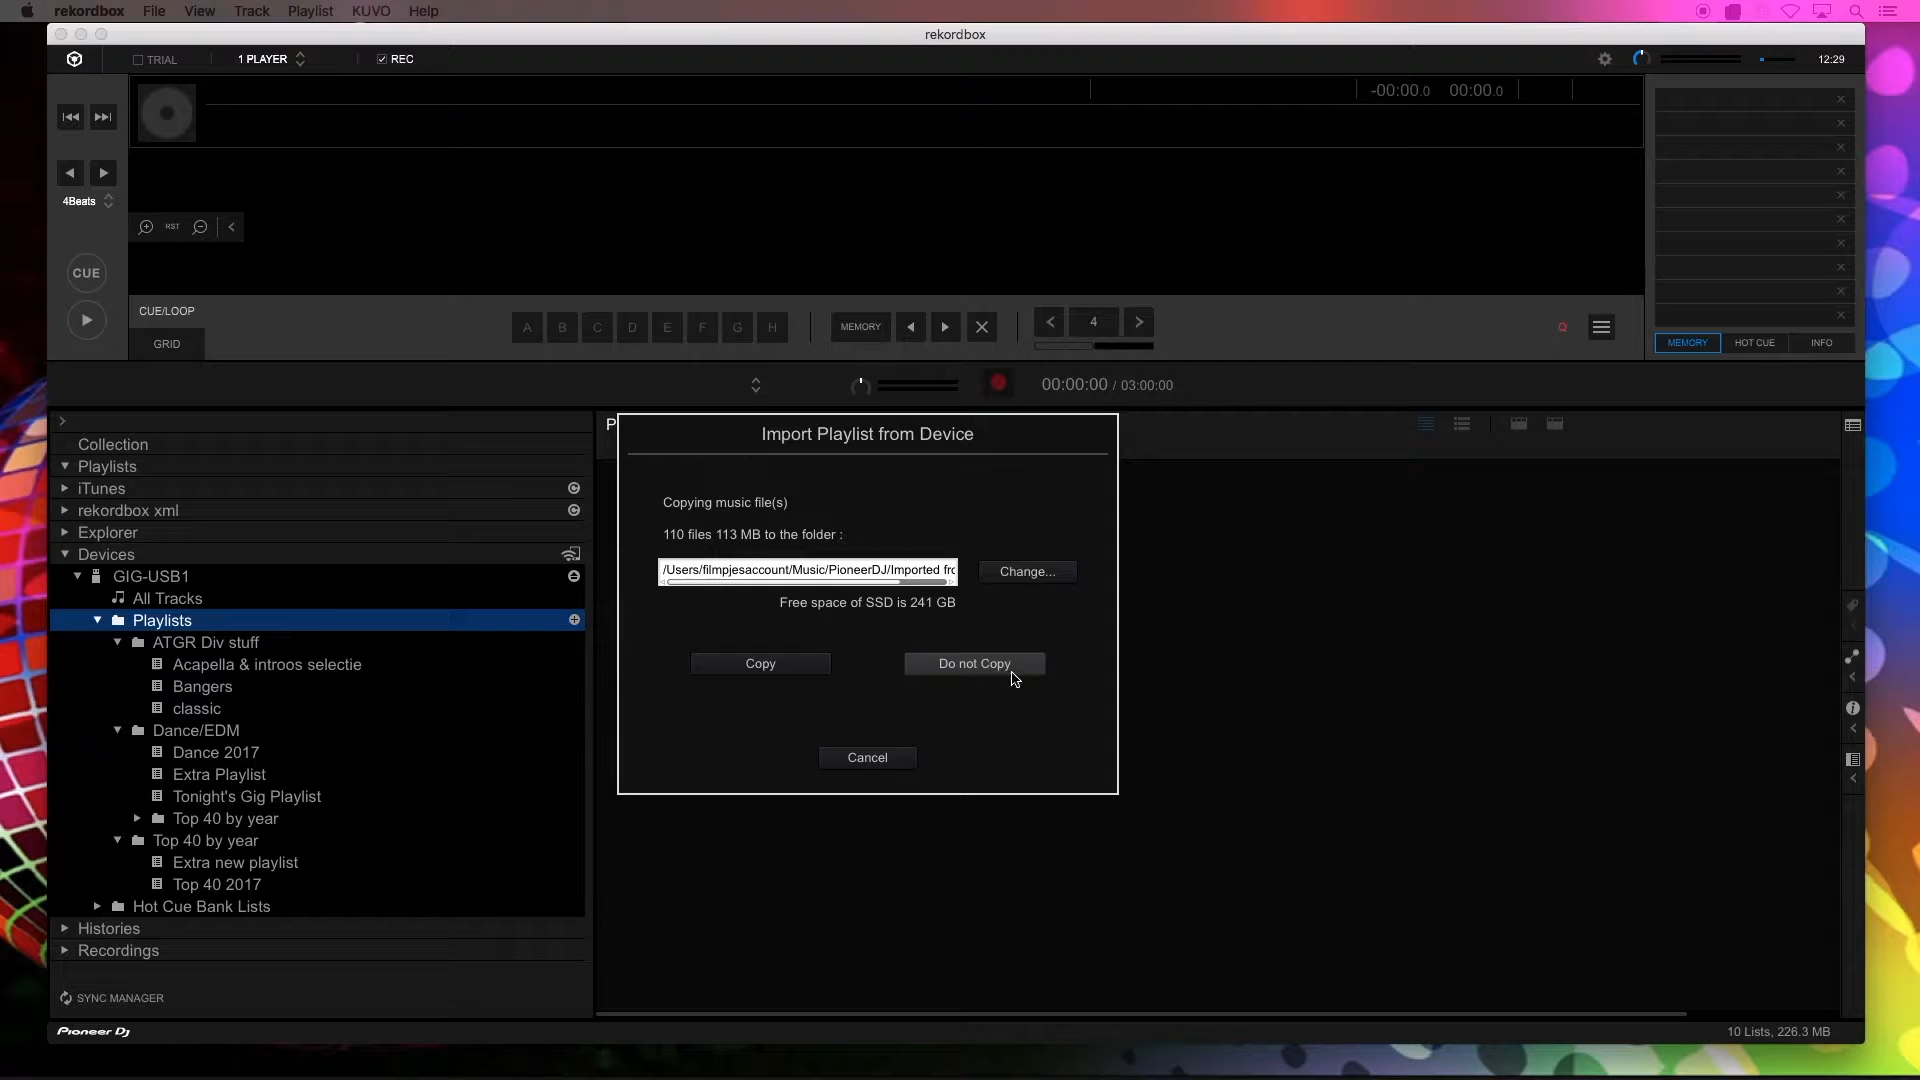 rekordbox File View Track Playlist KUVO Help
rekordbox
TRIAL 1 PLAYER REC 12:29
-00:00.0 00:00.0
4Beats
RST
CUE
CUE/LOOP
GRID
A B C D E F G H MEMORY 4 Q
MEMORY HOT CUE INFO
00:00:00 / 03:00:00
P
Collection
Playlists
iTunes
rekordbox xml
Explorer
Devices
GIG-USB1
All Tracks
Playlists
ATGR Div stuff
Acapella & introos selectie
Bangers
classic
Dance/EDM
Dance 2017
Extra Playlist
Tonight's Gig Playlist
Top 40 by year
Top 40 by year
Extra new playlist
Top 40 2017
Hot Cue Bank Lists
Histories
Recordings
SYNC MANAGER
Import Playlist from Device
Copying music file(s)
110 files 113 MB to the folder :
/Users/filmpjesaccount/Music/PioneerDJ/Imported fro
Change...
Free space of SSD is 241 GB
Copy Do not Copy
Cancel
Pioneer Dj
10 Lists, 226.3 MB